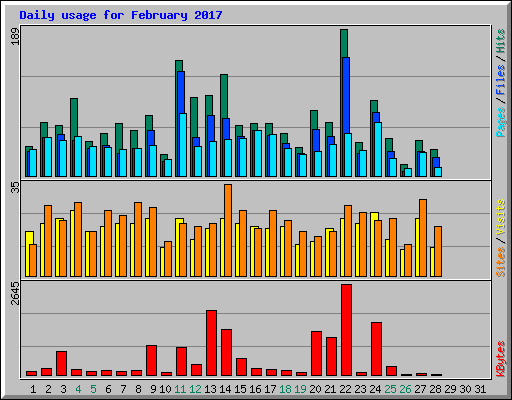 Daily usage for February 2017
189
Pages / Files / Hits
35
Sites / Visits
2645
KBytes
1 2 3 4 5 6 7 8 9 10 11 12 13 14 15 16 17 18 19 20 21 22 23 24 25 26 27 28 29 30 31